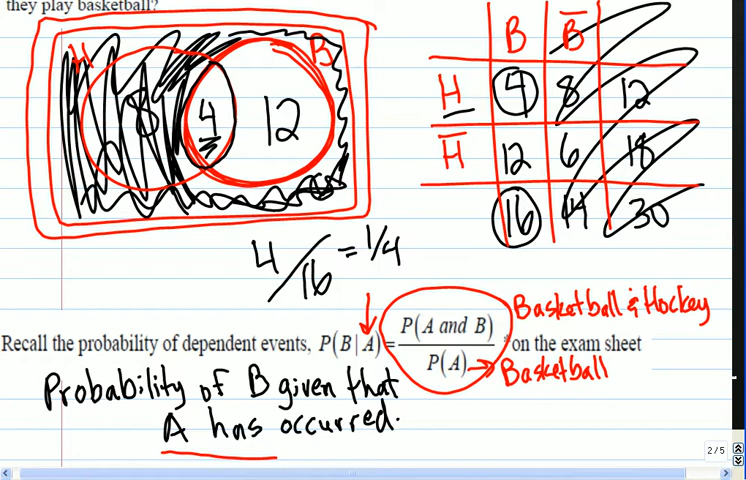 they play basketball?
H B
8 4 12
B B̅
H 4 8 12
H̅ 12 6 18
16 14 30
4/16 = 1/4
Basketball & Hockey
Recall the probability of dependent events, P(B | A) = P(A and B) / P(A) * on the exam sheet
Basketball
Probability of B given that
A has occurred.
2 / 5